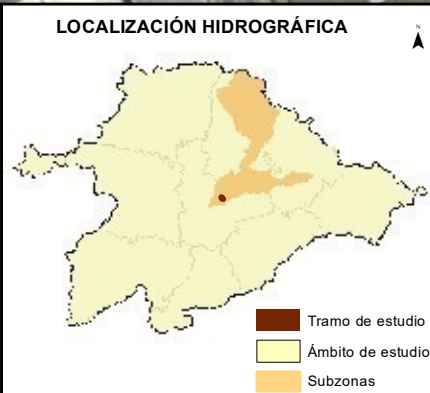 LOCALIZACIÓN HIDROGRÁFICA
N
Tramo de estudio
Ámbito de estudio
Subzonas